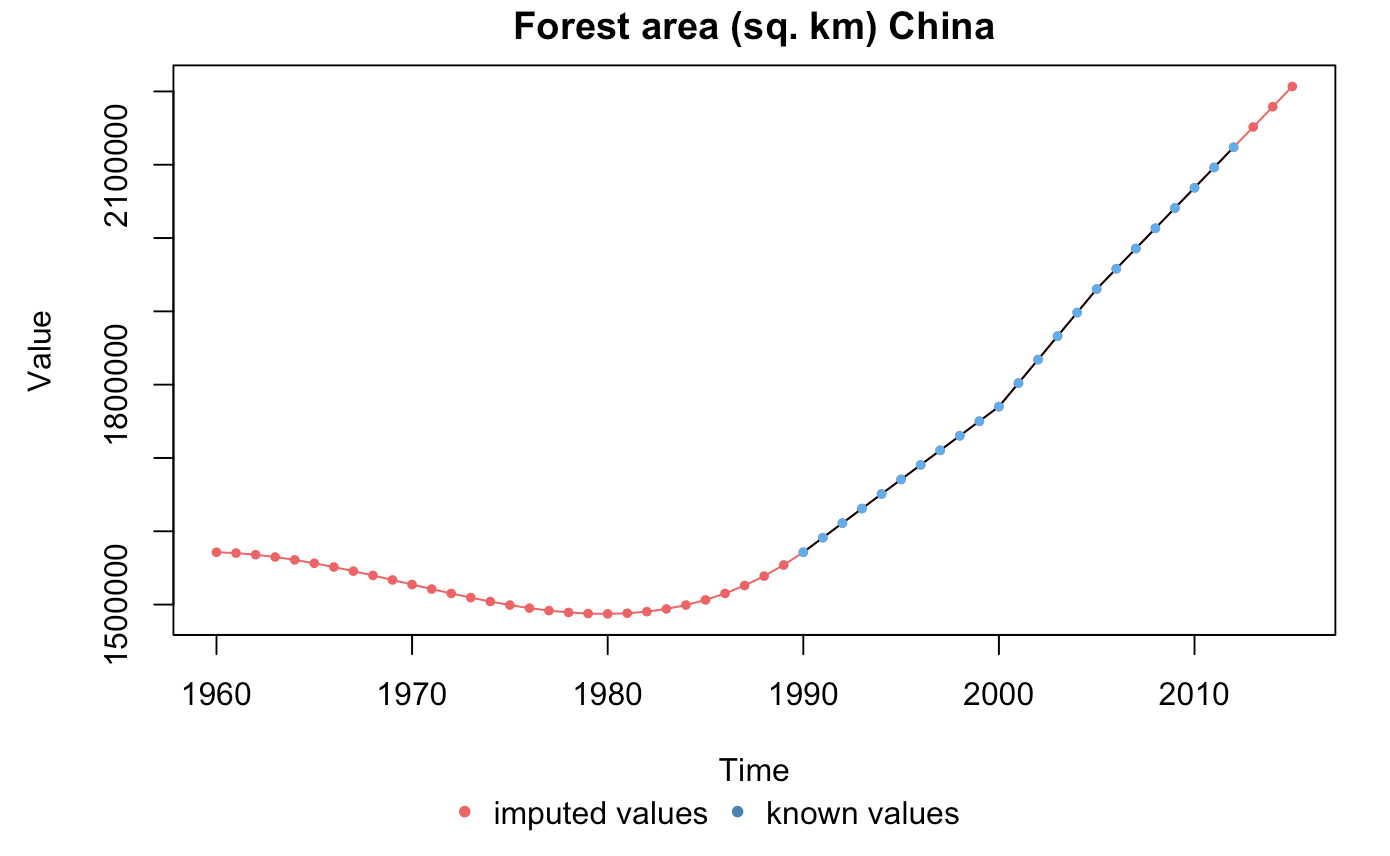 Forest area (sq. km) China
2100000
1800000
1500000
Value
1960 1970 1980 1990 2000 2010
Time
imputed values known values